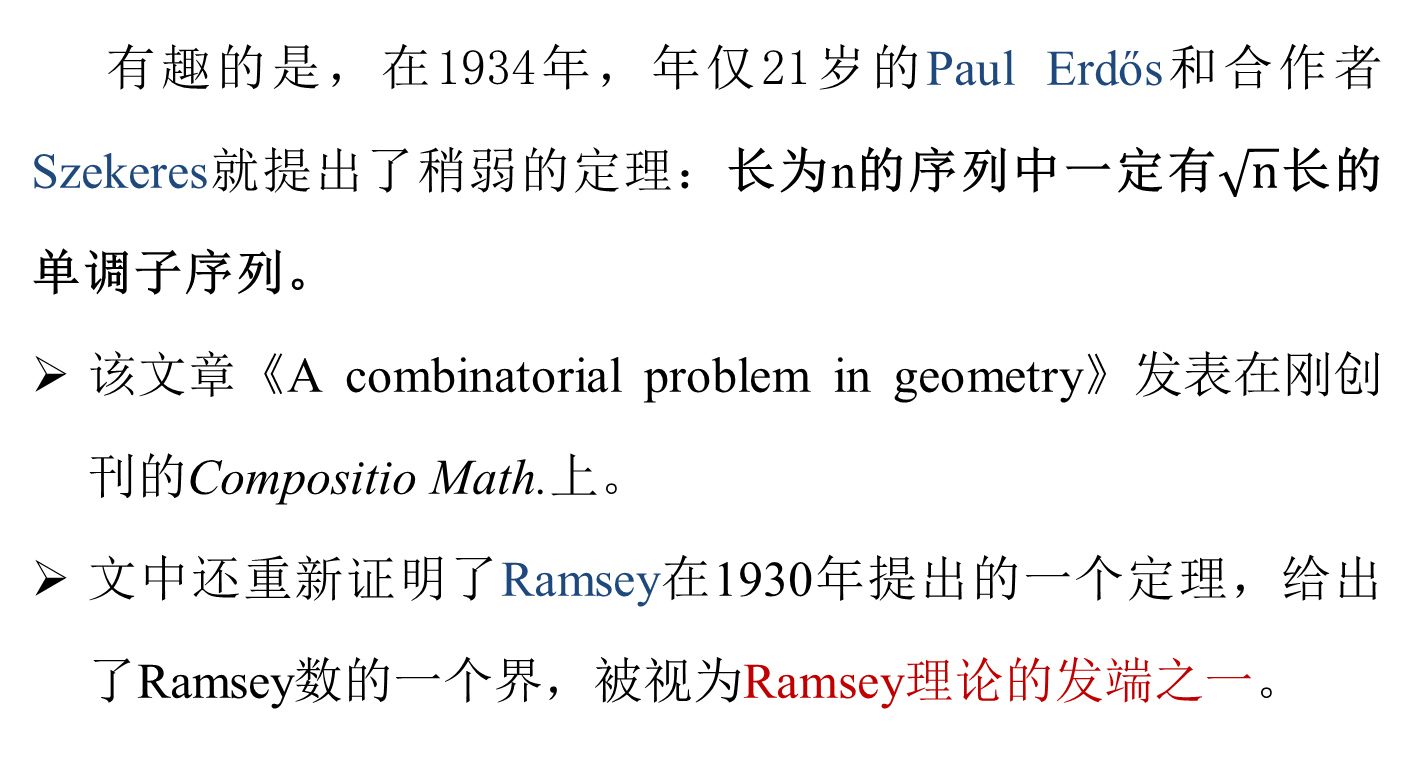 有趣的是，在1934年，年仅21岁的Paul Erdős和合作者
Szekeres就提出了稍弱的定理：长为n的序列中一定有√n长的
单调子序列。
➢ 该文章《A combinatorial problem in geometry》发表在刚创
刊的Compositio Math.上。
➢ 文中还重新证明了Ramsey在1930年提出的一个定理，给出
了Ramsey数的一个界，被视为Ramsey理论的发端之一。